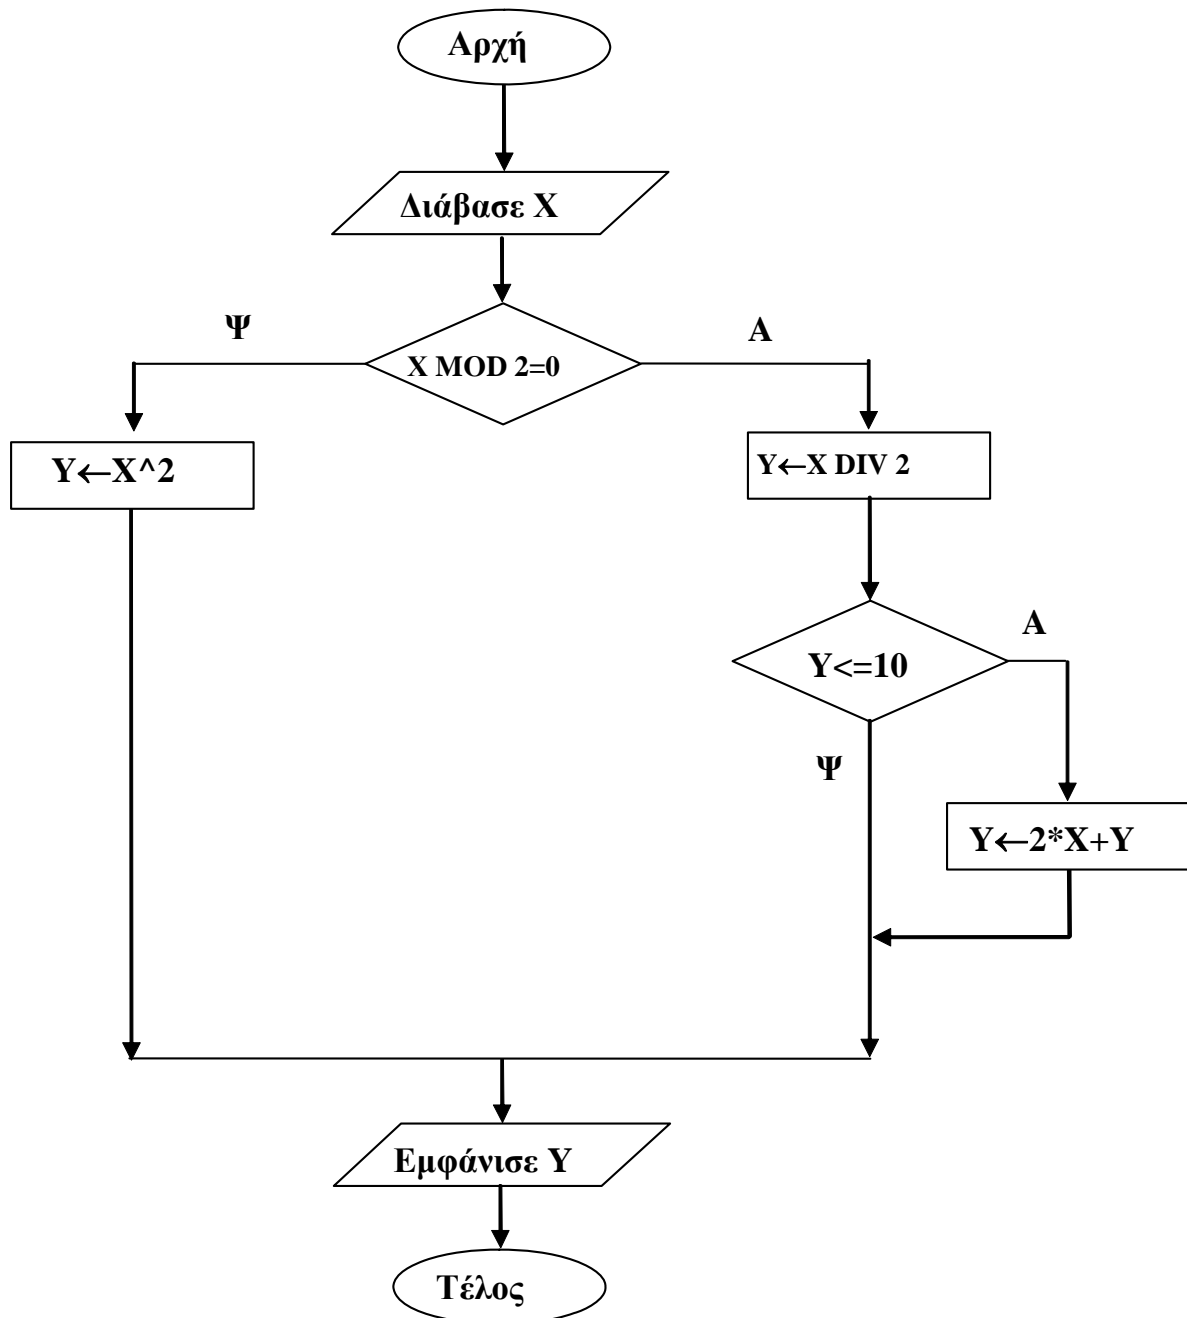 Αρχή
Διάβασε Χ
Ψ
Α
X MOD 2=0
Υ←Χ^2
Υ←X DIV 2
Α
Υ<=10
Ψ
Υ←2*Χ+Υ
Εμφάνισε Υ
Τέλος